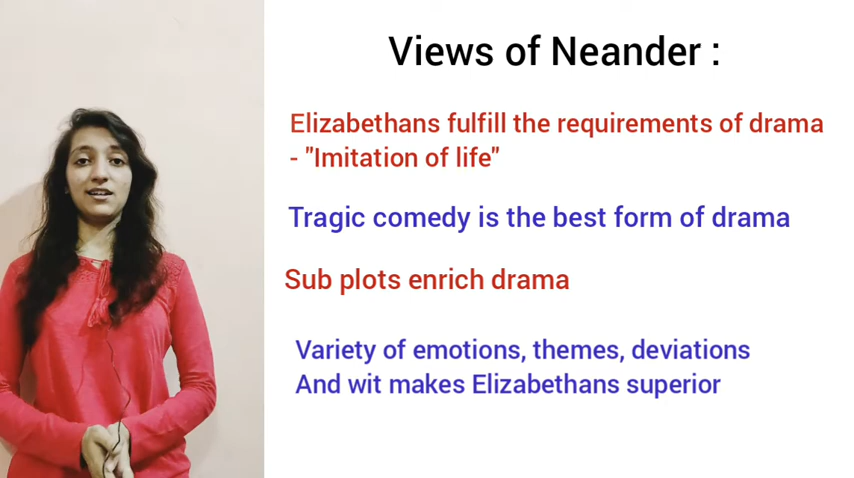 Views of Neander :
Elizabethans fulfill the requirements of drama
- "Imitation of life"
Tragic comedy is the best form of drama
Sub plots enrich drama
Variety of emotions, themes, deviations
And wit makes Elizabethans superior